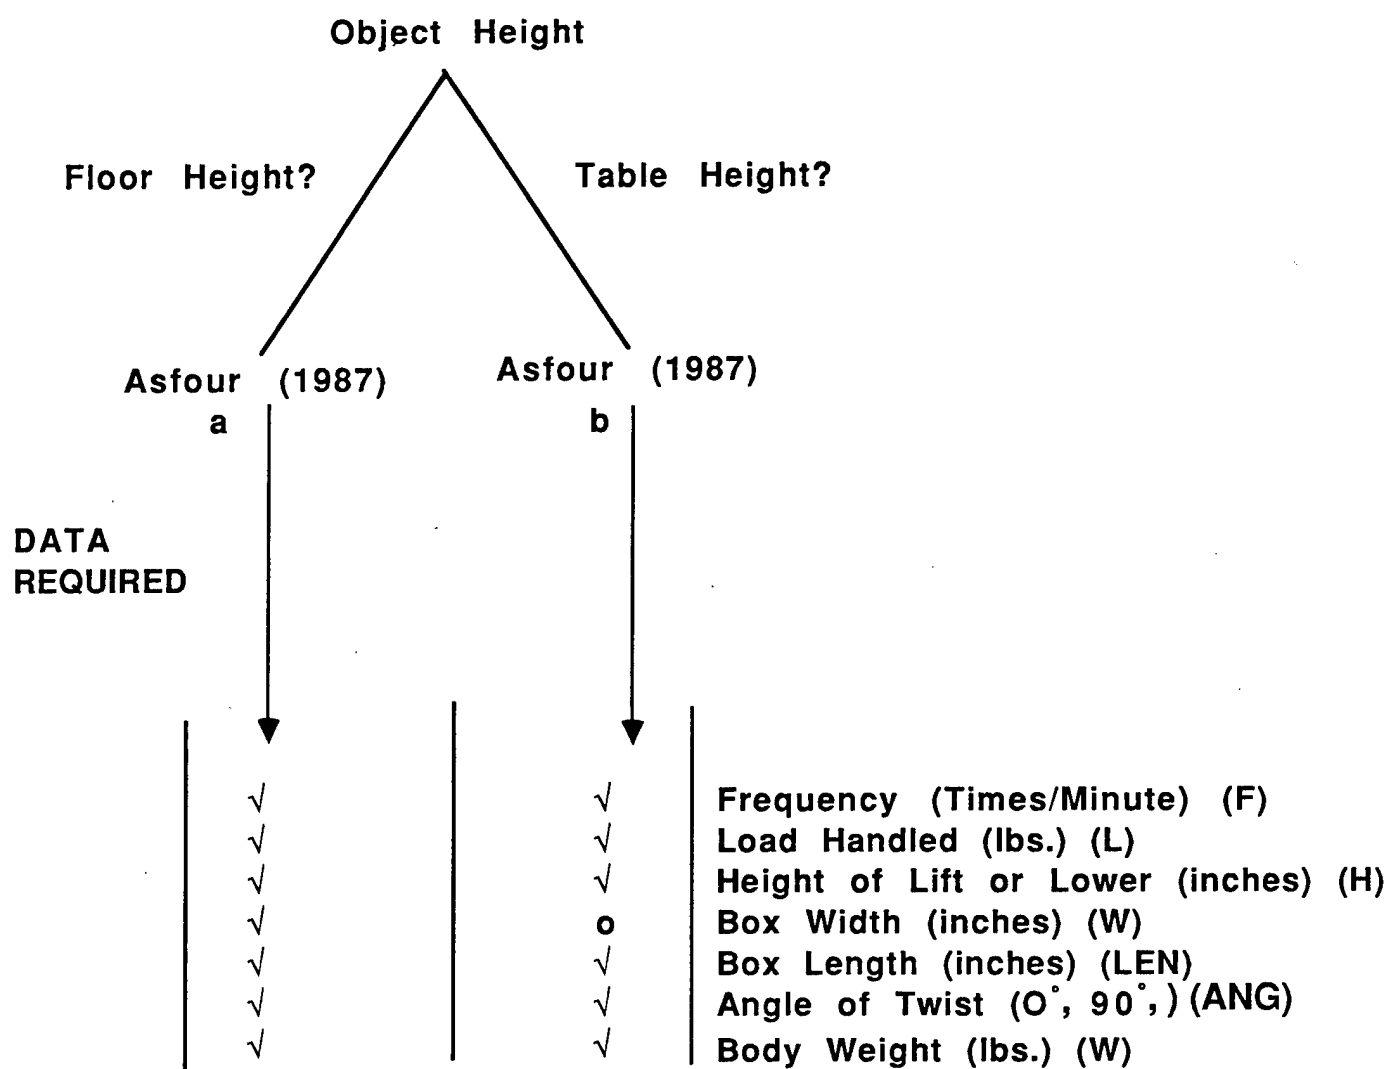 Object Height
Floor Height?
Table Height?
Asfour (1987)
a
Asfour (1987)
b
DATA
REQUIRED
√ √ Frequency (Times/Minute) (F)
√ √ Load Handled (lbs.) (L)
√ √ Height of Lift or Lower (inches) (H)
√ o Box Width (inches) (W)
√ √ Box Length (inches) (LEN)
√ √ Angle of Twist (O°, 90°,) (ANG)
√ √ Body Weight (lbs.) (W)